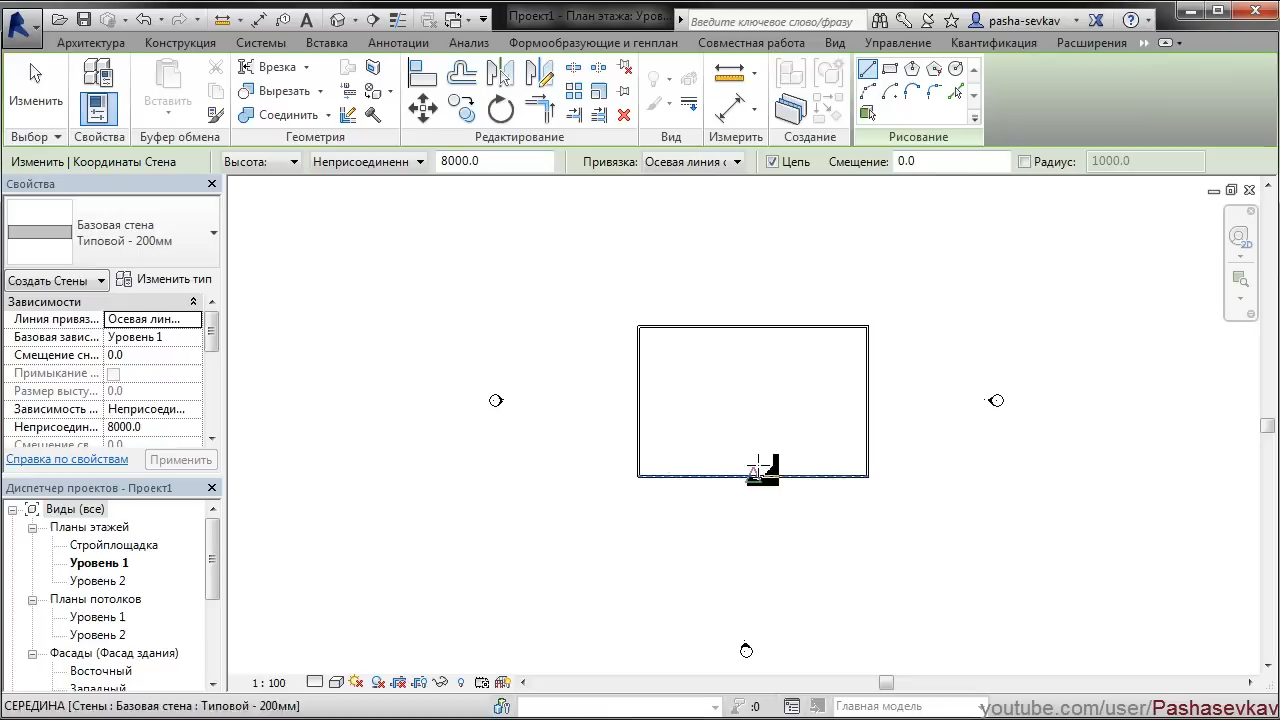 Проект1 - План этажа: Уров...
Введите ключевое слово/фразу
pasha-sevkav
Архитектура
Конструкция
Системы
Вставка
Аннотации
Анализ
Формообразующие и генплан
Совместная работа
Вид
Управление
Квантификация
Расширения
Изменить
Вставить
Врезка
Вырезать
Соединить
Выбор
Свойства
Буфер обмена
Геометрия
Редактирование
Вид
Измерить
Создание
Рисование
Изменить | Координаты Стена
Высота:
Неприсоединенн
8000.0
Привязка:
Осевая линия с
Цепь
Смещение:
0.0
Радиус:
1000.0
Свойства
Базовая стена
Типовой - 200мм
Создать Стены
Изменить тип
Зависимости
Линия привяз...
Осевая лин...
Базовая завис...
Уровень 1
Смещение сн...
0.0
Примыкание ...
Размер высту...
0.0
Зависимость ...
Неприсоеди...
Неприсоедин...
8000.0
Смещение св...
0.0
Справка по свойствам
Применить
Диспетчер проектов - Проект1
Виды (все)
Планы этажей
Стройплощадка
Уровень 1
Уровень 2
Планы потолков
Уровень 1
Уровень 2
Фасады (Фасад здания)
Восточный
Западный
2D
1 : 100
СЕРЕДИНА [Стены : Базовая стена : Типовой - 200мм]
:0
Главная модель
youtube.com/user/Pashasevkav